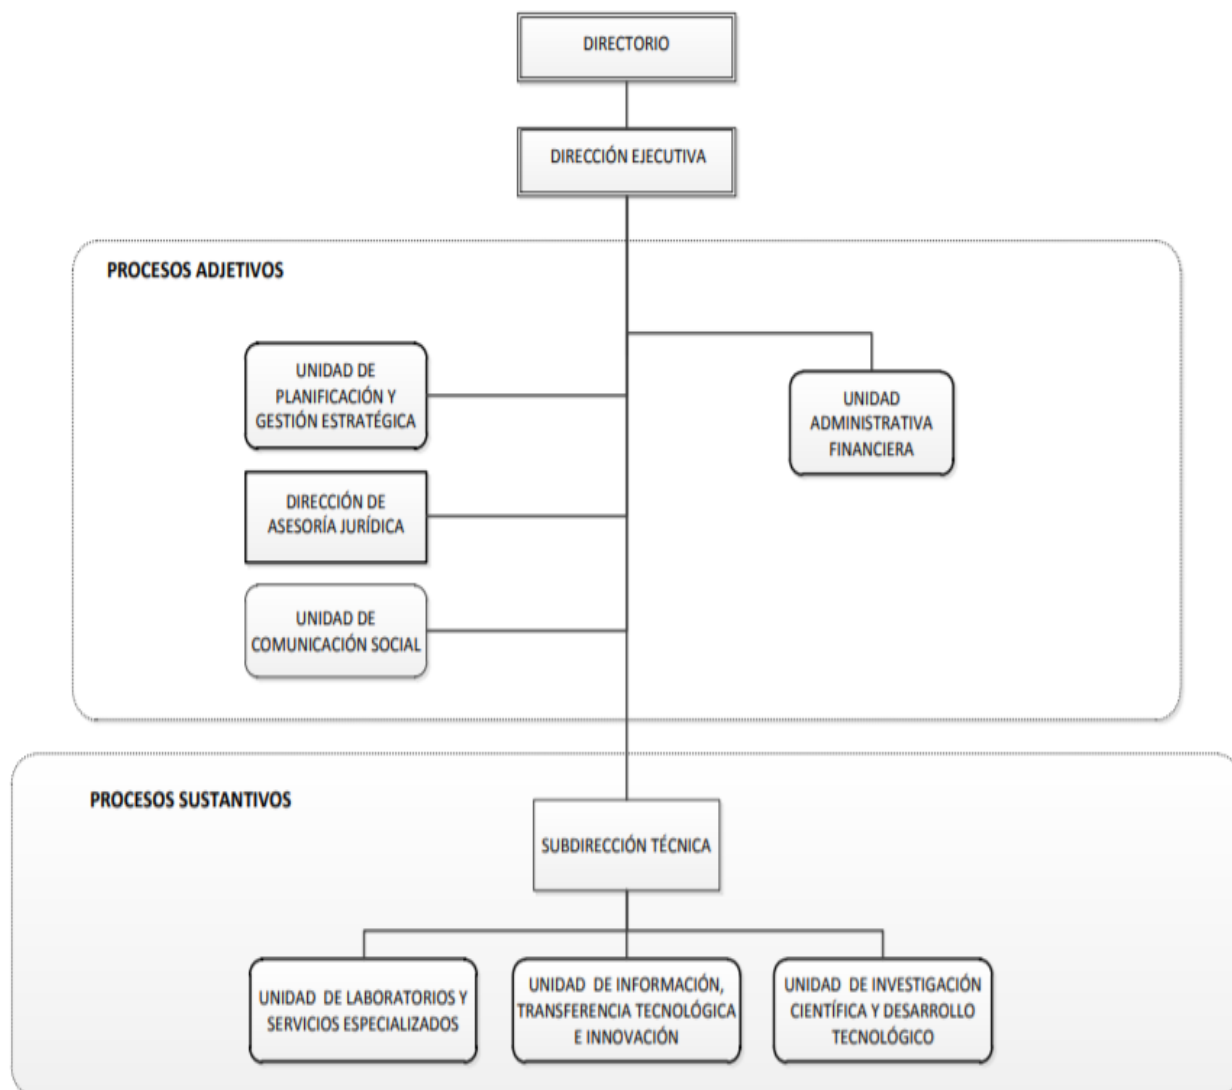 DIRECTORIO
DIRECCIÓN EJECUTIVA
PROCESOS ADJETIVOS
UNIDAD DE
PLANIFICACIÓN Y
GESTIÓN ESTRATÉGICA
UNIDAD
ADMINISTRATIVA
FINANCIERA
DIRECCIÓN DE
ASESORÍA JURÍDICA
UNIDAD DE
COMUNICACIÓN SOCIAL
PROCESOS SUSTANTIVOS
SUBDIRECCIÓN TÉCNICA
UNIDAD DE LABORATORIOS Y
SERVICIOS ESPECIALIZADOS
UNIDAD DE INFORMACIÓN,
TRANSFERENCIA TECNOLÓGICA
E INNOVACIÓN
UNIDAD DE INVESTIGACIÓN
CIENTÍFICA Y DESARROLLO
TECNOLÓGICO